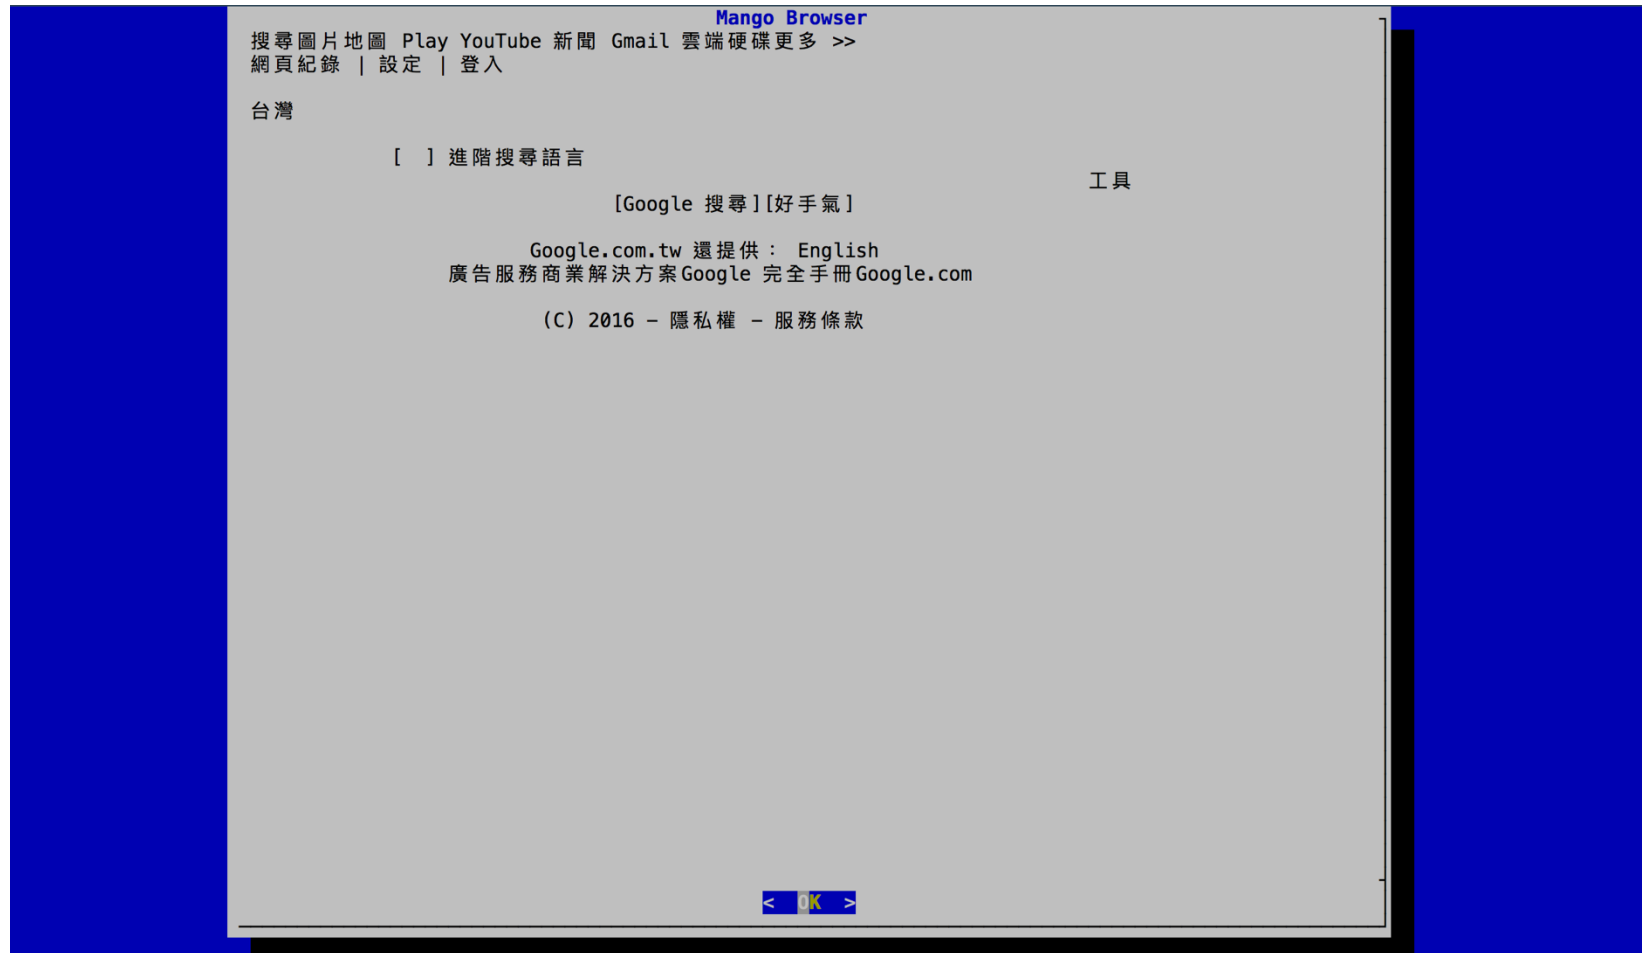 Mango Browser
搜尋圖片地圖 Play YouTube 新聞 Gmail 雲端硬碟更多 >>
網頁紀錄 | 設定 | 登入
台灣
[ ] 進階搜尋語言
工具
[Google 搜尋][好手氣]
Google.com.tw 還提供： English
廣告服務商業解決方案Google 完全手冊Google.com
(C) 2016 – 隱私權 – 服務條款
< OK >